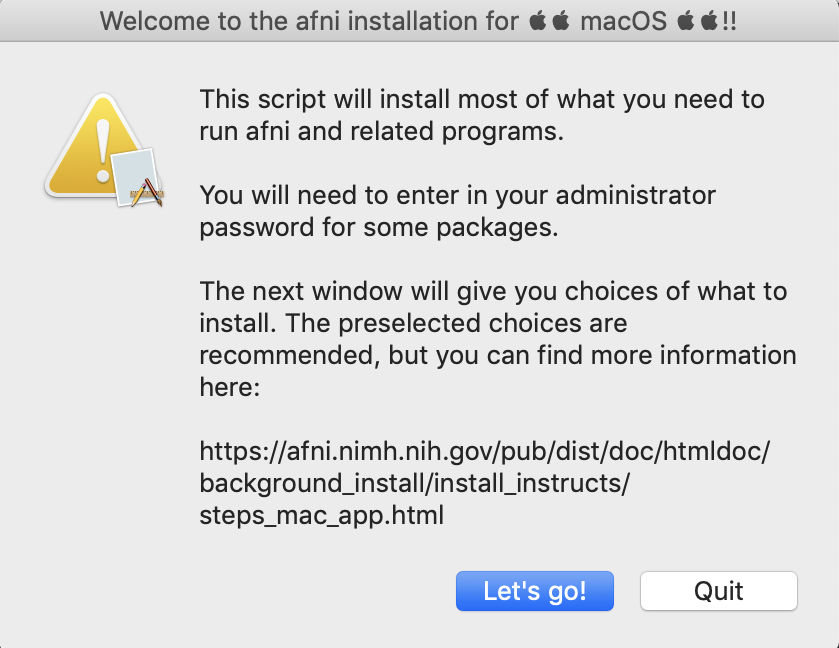 Welcome to the afni installation for  macOS !!
This script will install most of what you need to
run afni and related programs.
You will need to enter in your administrator
password for some packages.
The next window will give you choices of what to
install. The preselected choices are
recommended, but you can find more information
here:
https://afni.nimh.nih.gov/pub/dist/doc/htmldoc/
background_install/install_instructs/
steps_mac_app.html
Let's go!
Quit